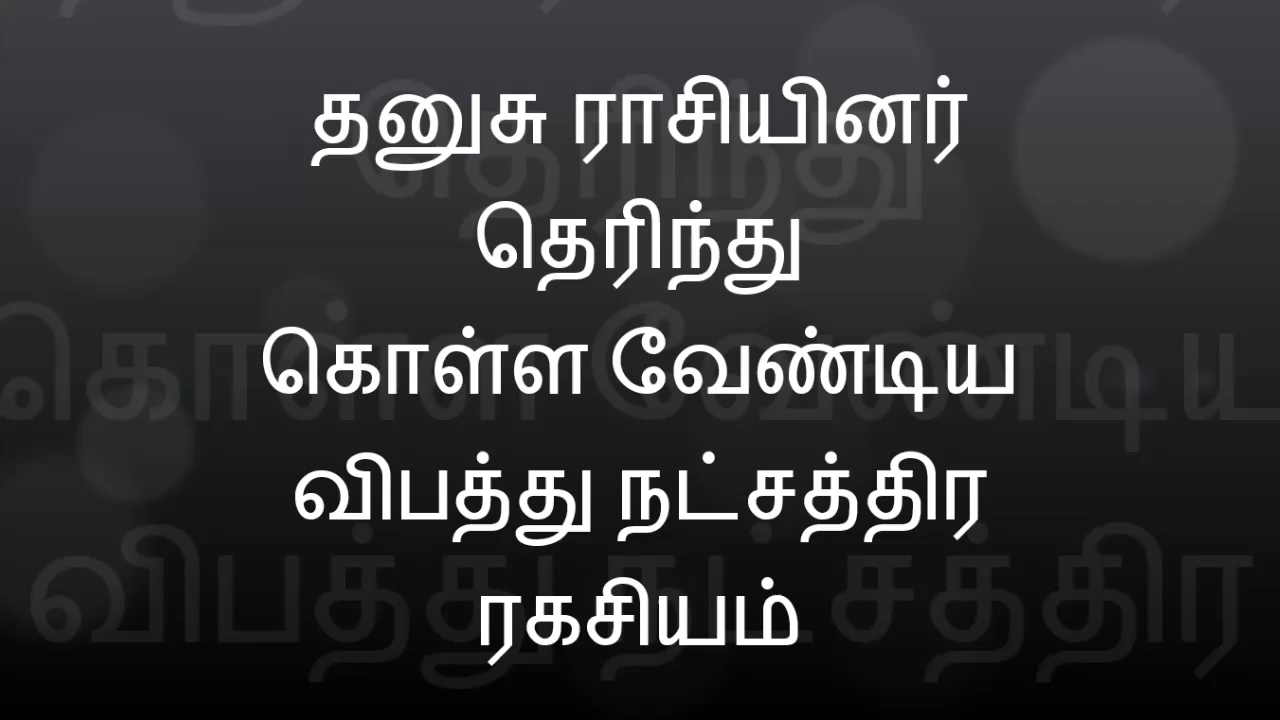 தனுசு ராசியினர்
தெரிந்து
கொள்ள வேண்டிய
விபத்து நட்சத்திர
ரகசியம்